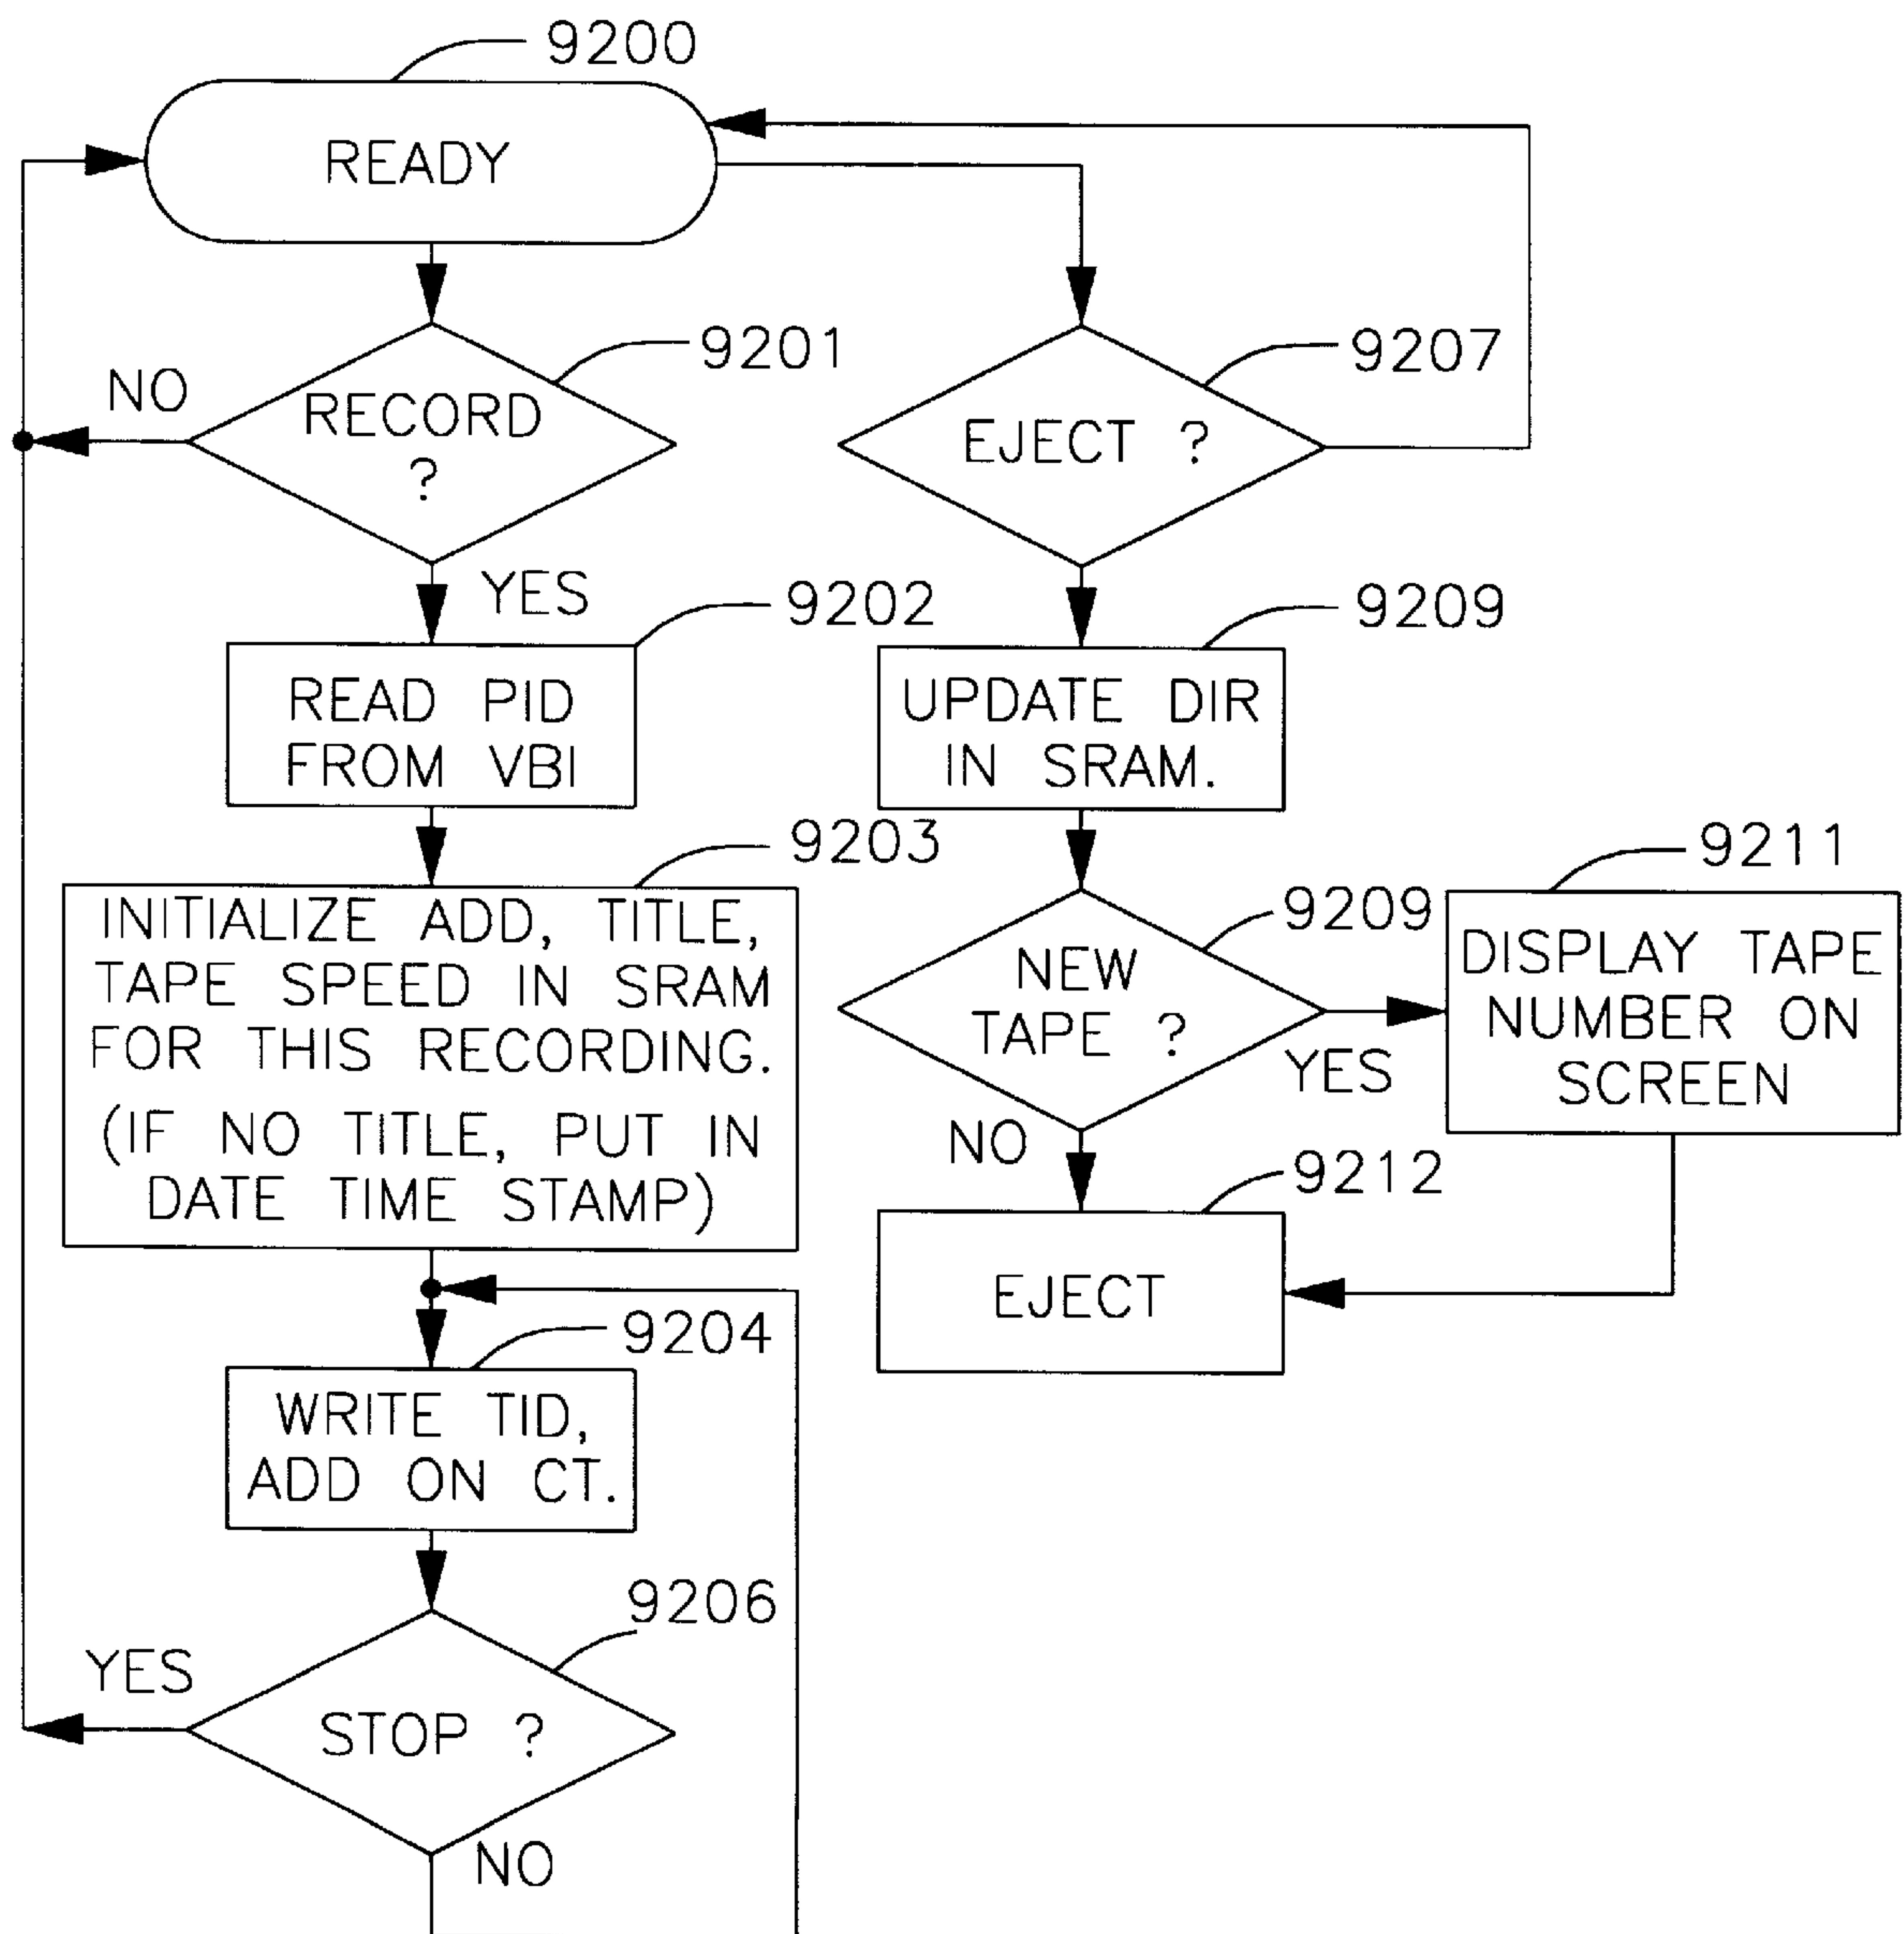 9200
READY
9201
NO
RECORD
?
YES
9202
READ PID
FROM VBI
9203
INITIALIZE ADD, TITLE,
TAPE SPEED IN SRAM
FOR THIS RECORDING.
(IF NO TITLE, PUT IN
DATE TIME STAMP)
9204
WRITE TID,
ADD ON CT.
9206
YES
STOP ?
NO
9207
EJECT ?
9209
UPDATE DIR
IN SRAM.
9209
NEW
TAPE ?
YES
NO
9211
DISPLAY TAPE
NUMBER ON
SCREEN
9212
EJECT